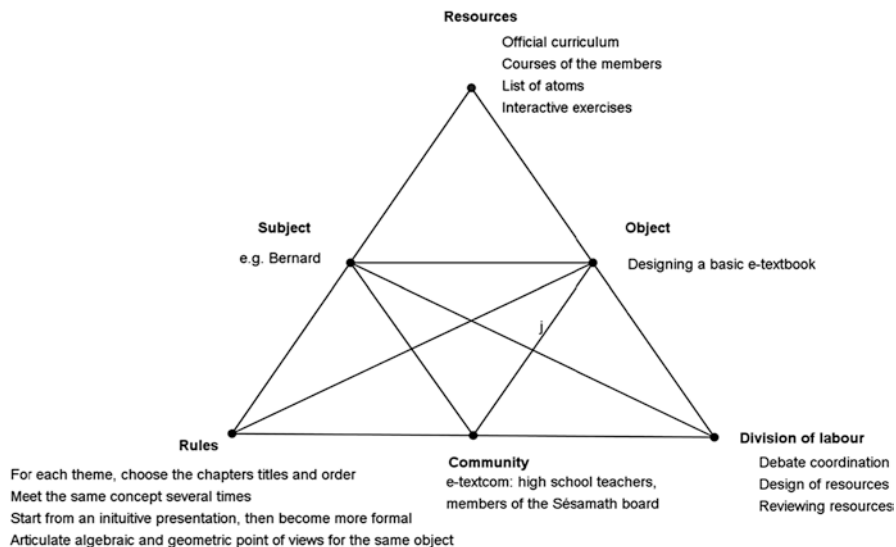 Resources
Official curriculum
Courses of the members
List of atoms
Interactive exercises
Subject
e.g. Bernard
Object
Designing a basic e-textbook
j
Rules
For each theme, choose the chapters titles and order
Meet the same concept several times
Start from an inituitive presentation, then become more formal
Articulate algebraic and geometric point of views for the same object
Community
e-textcom: high school teachers,
members of the Sésamath board
Division of labour
Debate coordination
Design of resources
Reviewing resources